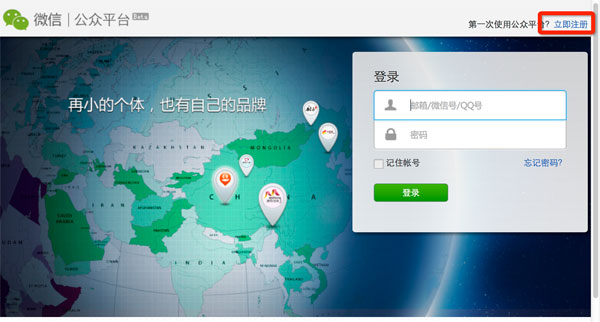 微信 | 公众平台 Beta
第一次使用公众平台? 立即注册
再小的个体，也有自己的品牌
登录
邮箱/微信号/QQ号
密码
记住帐号 忘记密码?
登录
KAZAKHSTAN
MONGOLIA
IRAN
AFGHANISTAN
CHINA
INDIA